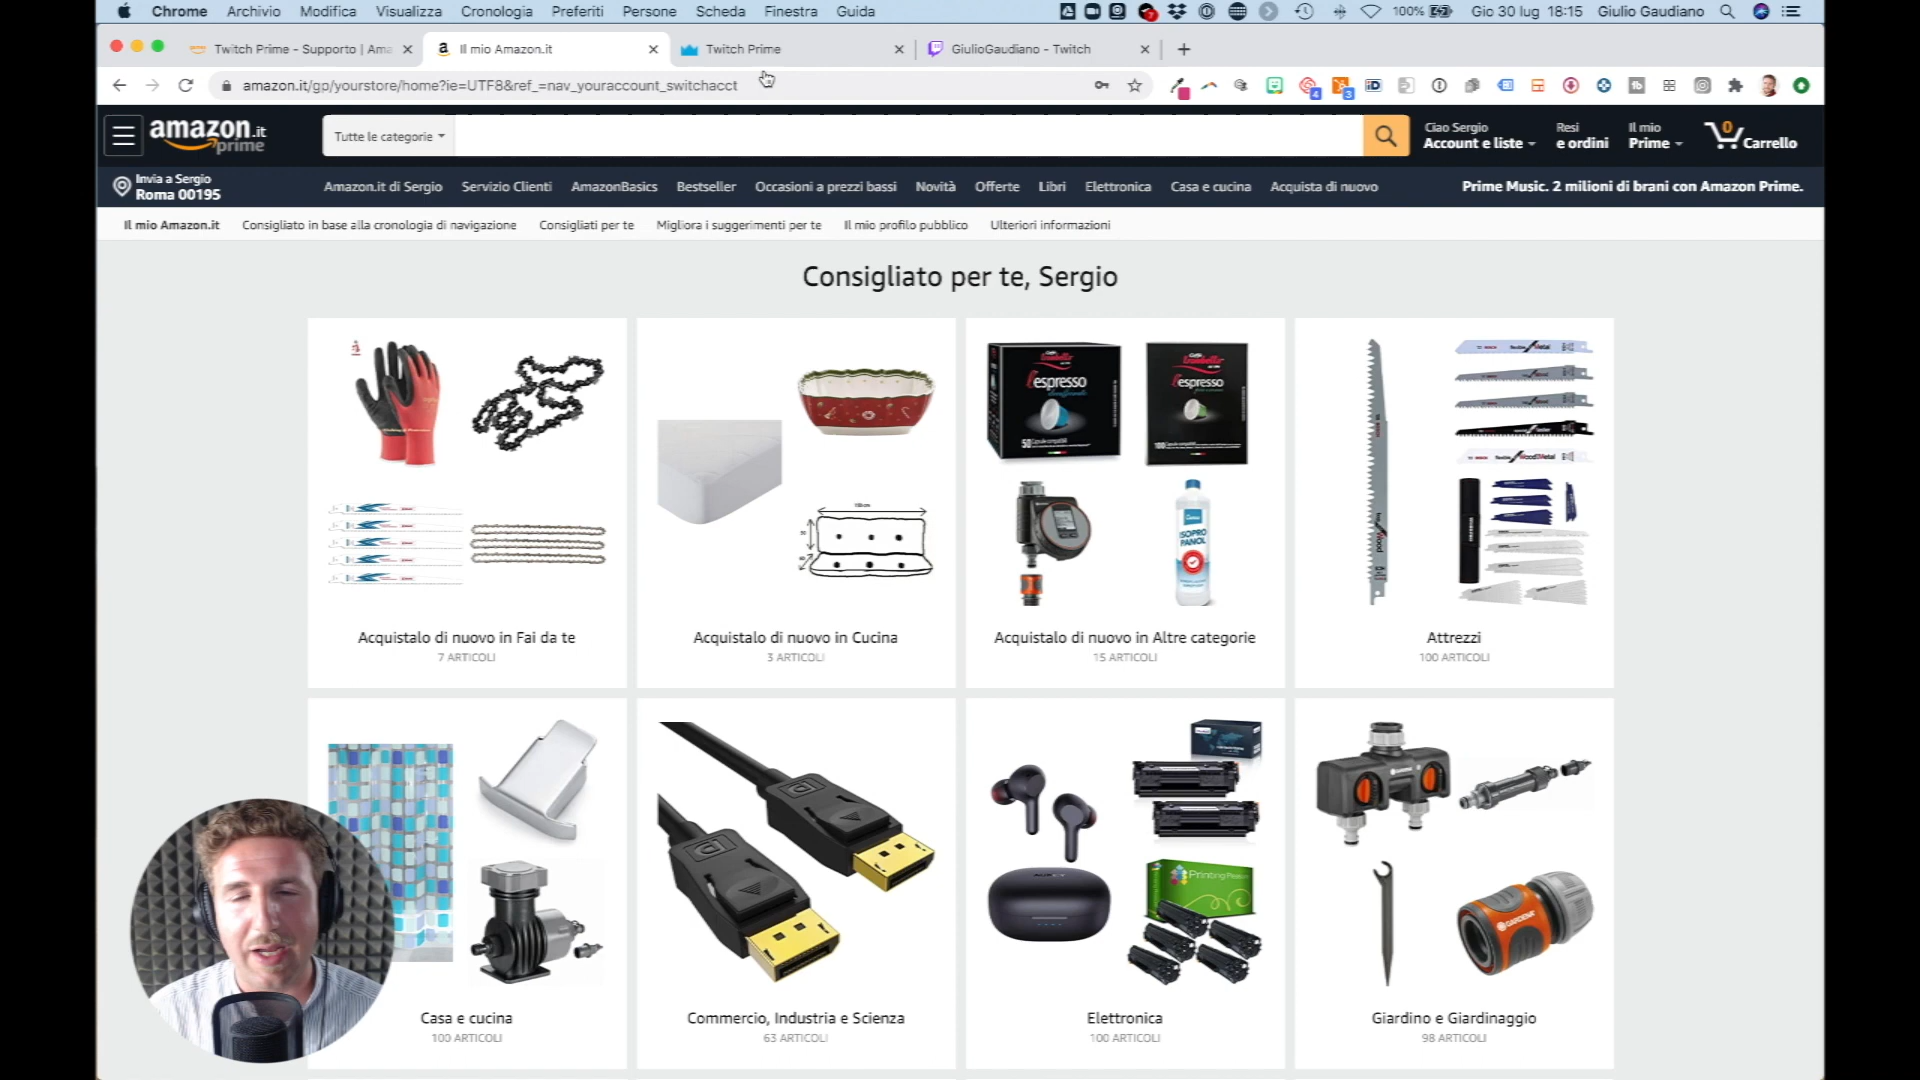 Chrome Archivio Modifica Visualizza Cronologia Preferiti Persone Scheda Finestra Guida
100% Gio 30 lug 18:15 Giulio Gaudiano
Twitch Prime - Supporto | Ama
Il mio Amazon.it
Twitch Prime
GiulioGaudiano - Twitch
amazon.it/gp/yourstore/home?ie=UTF8&ref_=nav_youraccount_switchacct
amazon.it
prime
Tutte le categorie
Ciao Sergio
Account e liste
Resi
e ordini
Il mio
Prime
0
Carrello
Invia a Sergio
Roma 00195
Amazon.it di Sergio Servizio Clienti AmazonBasics Bestseller Occasioni a prezzi bassi Novità Offerte Libri Elettronica Casa e cucina Acquista di nuovo
Prime Music. 2 milioni di brani con Amazon Prime.
Il mio Amazon.it Consigliato in base alla cronologia di navigazione Consigliati per te Migliora i suggerimenti per te Il mio profilo pubblico Ulteriori informazioni
Consigliato per te, Sergio
l'espresso
50
l'espresso
100
ISOPRO
PANOL
Acquistalo di nuovo in Fai da te
7 ARTICOLI
Acquistalo di nuovo in Cucina
3 ARTICOLI
Acquistalo di nuovo in Altre categorie
15 ARTICOLI
Attrezzi
100 ARTICOLI
AUKEY
Printing Pleasure
GARDENA
Casa e cucina
100 ARTICOLI
Commercio, Industria e Scienza
63 ARTICOLI
Elettronica
100 ARTICOLI
Giardino e Giardinaggio
98 ARTICOLI